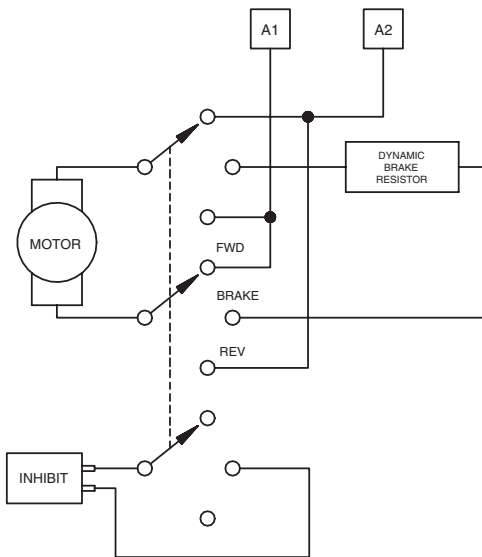 A1
A2
DYNAMIC
BRAKE
RESISTOR
MOTOR
FWD
BRAKE
REV
INHIBIT